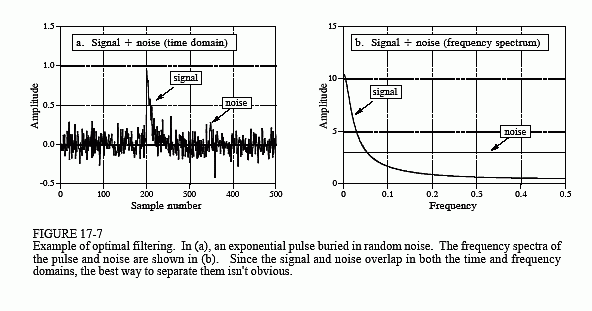 a. Signal + noise (time domain)
signal
noise
Amplitude
1.5
1.0
0.5
0.0
-0.5
0 100 200 300 400 500
Sample number
b. Signal + noise (frequency spectrum)
signal
noise
Amplitude
15
10
5
0
0 0.1 0.2 0.3 0.4 0.5
Frequency
FIGURE 17-7
Example of optimal filtering. In (a), an exponential pulse buried in random noise. The frequency spectra of
the pulse and noise are shown in (b). Since the signal and noise overlap in both the time and frequency
domains, the best way to separate them isn't obvious.